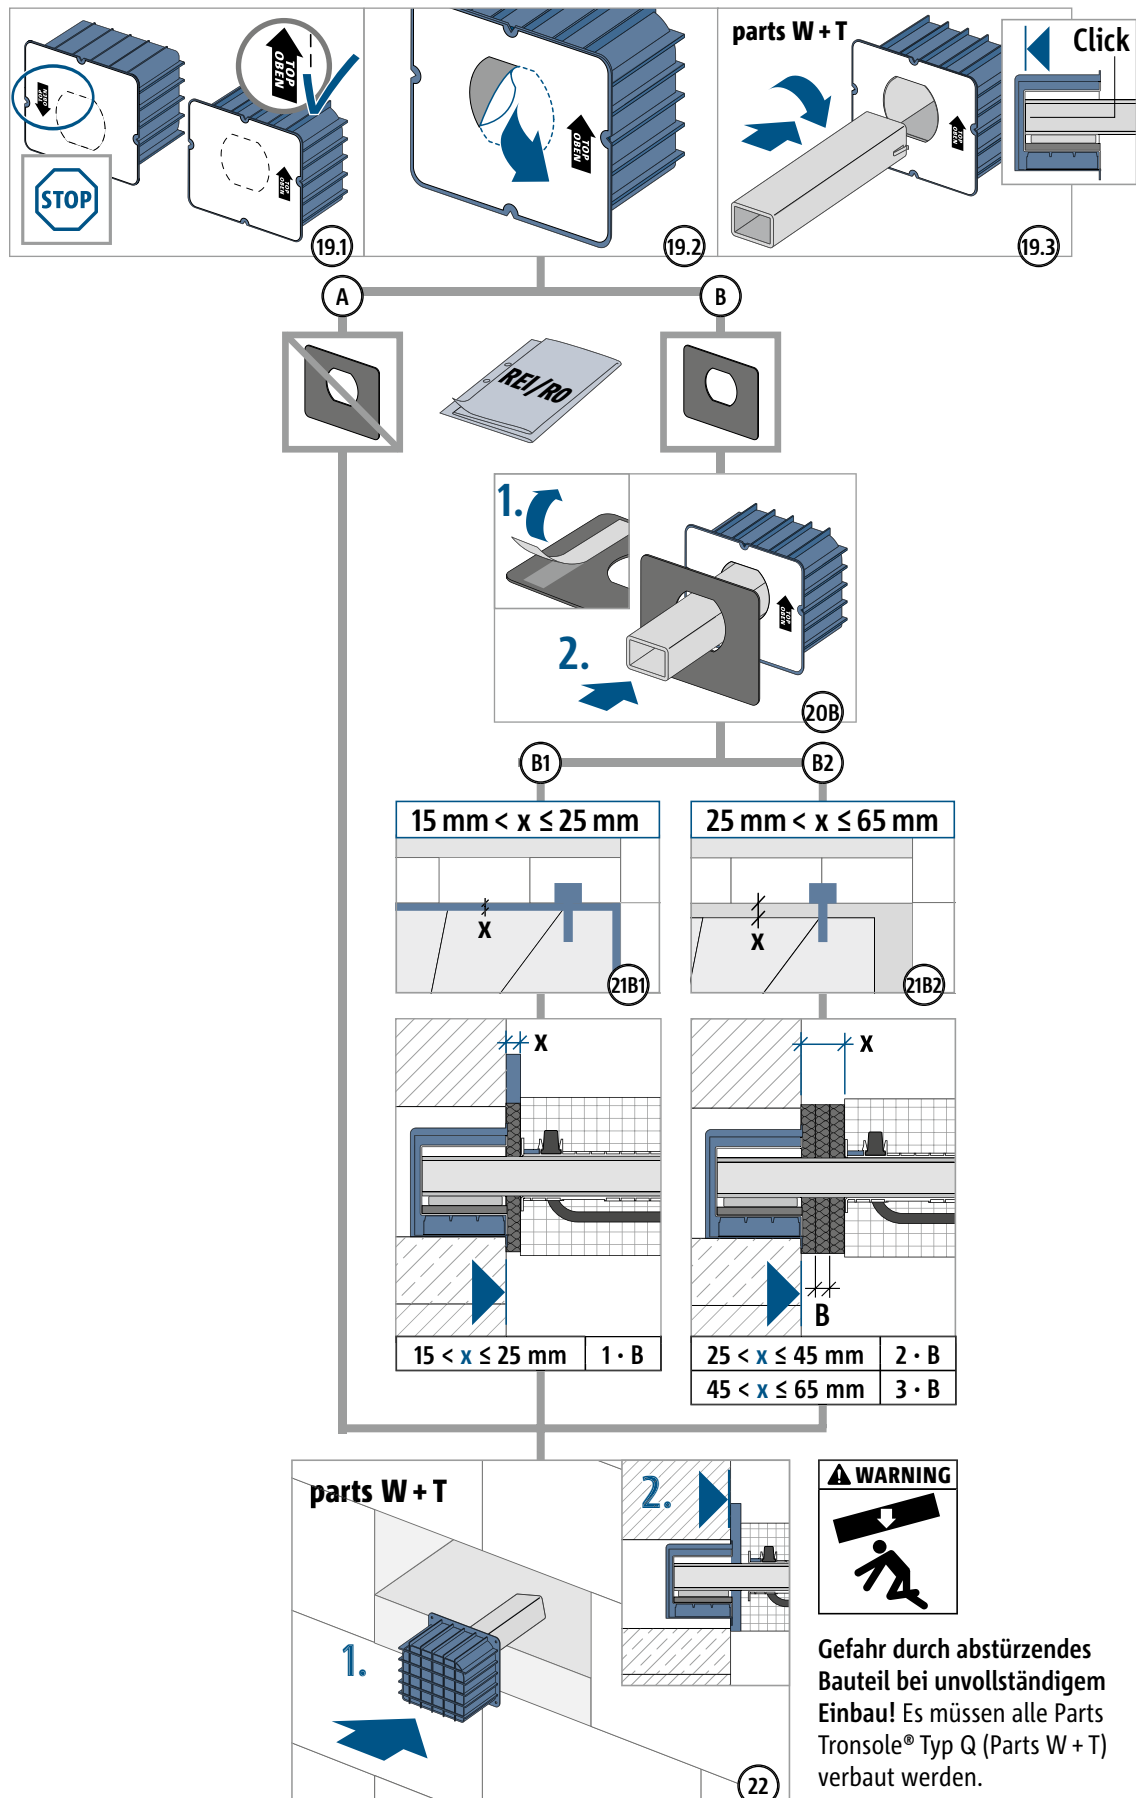 TOP
OBEN
TOP
OBEN
TOP
OBEN
STOP
19.1
TOP
OBEN
19.2
parts W + T
TOP
OBEN
Click
19.3
A
B
REI/R0
1.
TOP
OBEN
2.
20B
B1
B2
15 mm < x ≤ 25 mm
25 mm < x ≤ 65 mm
x
x
21B1
21B2
x
x
B
15 < x ≤ 25 mm 1 · B
25 < x ≤ 45 mm 2 · B
45 < x ≤ 65 mm 3 · B
parts W + T
2.
1.
22
WARNING
Gefahr durch abstürzendes
Bauteil bei unvollständigem
Einbau! Es müssen alle Parts
Tronsole® Typ Q (Parts W + T)
verbaut werden.